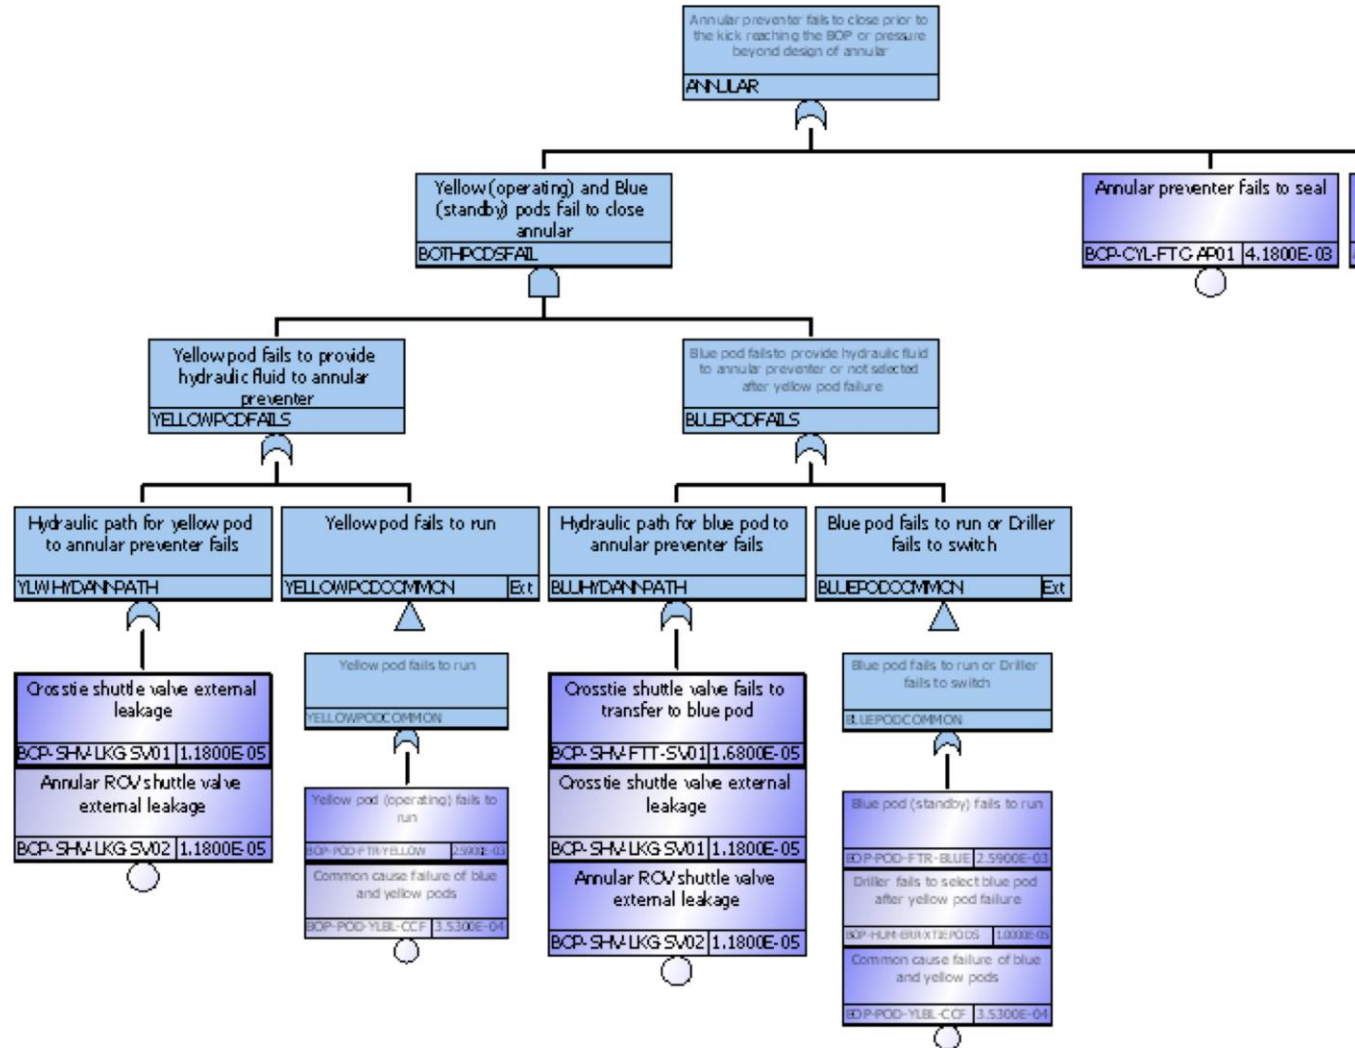 Annular preventer fails to close prior to
the kick reaching the BOP or pressure
beyond design of annular
ANNULAR
Yellow (operating) and Blue
(standby) pods fail to close
annular
BOTHPODSFAIL
Annular preventer fails to seal
BOP-CYL-FTC-AP01 4.1800E-03
Yellow pod fails to provide
hydraulic fluid to annular
preventer
YELLOWPODFAILS
Blue pod fails to provide hydraulic fluid
to annular preventer or not selected
after yellow pod failure
BLUEPODFAILS
Hydraulic path for yellow pod
to annular preventer fails
YLWHYDANNPATH
Yellow pod fails to run
YELLOWPODCOMMON Ext
Hydraulic path for blue pod to
annular preventer fails
BLUHYDANNPATH
Blue pod fails to run or Driller
fails to switch
BLUEPODCOMMON Ext
Crosstie shuttle valve external
leakage
BOP-SHV-LKG-SV01 1.1800E-05
Annular ROV shuttle valve
external leakage
BOP-SHV-LKG-SV02 1.1800E-05
Yellow pod fails to run
YELLOWPODCOMMON
Yellow pod (operating) fails to
run
BOP-POD-FTR-YELLOW 2.5900E-03
Common cause failure of blue
and yellow pods
BOP-POD-YLBL-CCF 3.5300E-04
Crosstie shuttle valve fails to
transfer to blue pod
BOP-SHV-FTT-SV01 1.6800E-05
Crosstie shuttle valve external
leakage
BOP-SHV-LKG-SV01 1.1800E-05
Annular ROV shuttle valve
external leakage
BOP-SHV-LKG-SV02 1.1800E-05
Blue pod fails to run or Driller
fails to switch
BLUEPODCOMMON
Blue pod (standby) fails to run
BOP-POD-FTR-BLUE 2.5900E-03
Driller fails to select blue pod
after yellow pod failure
BOP-HUM-ERR-XTIEPODS 1.0000E-05
Common cause failure of blue
and yellow pods
BOP-POD-YLBL-CCF 3.5300E-04